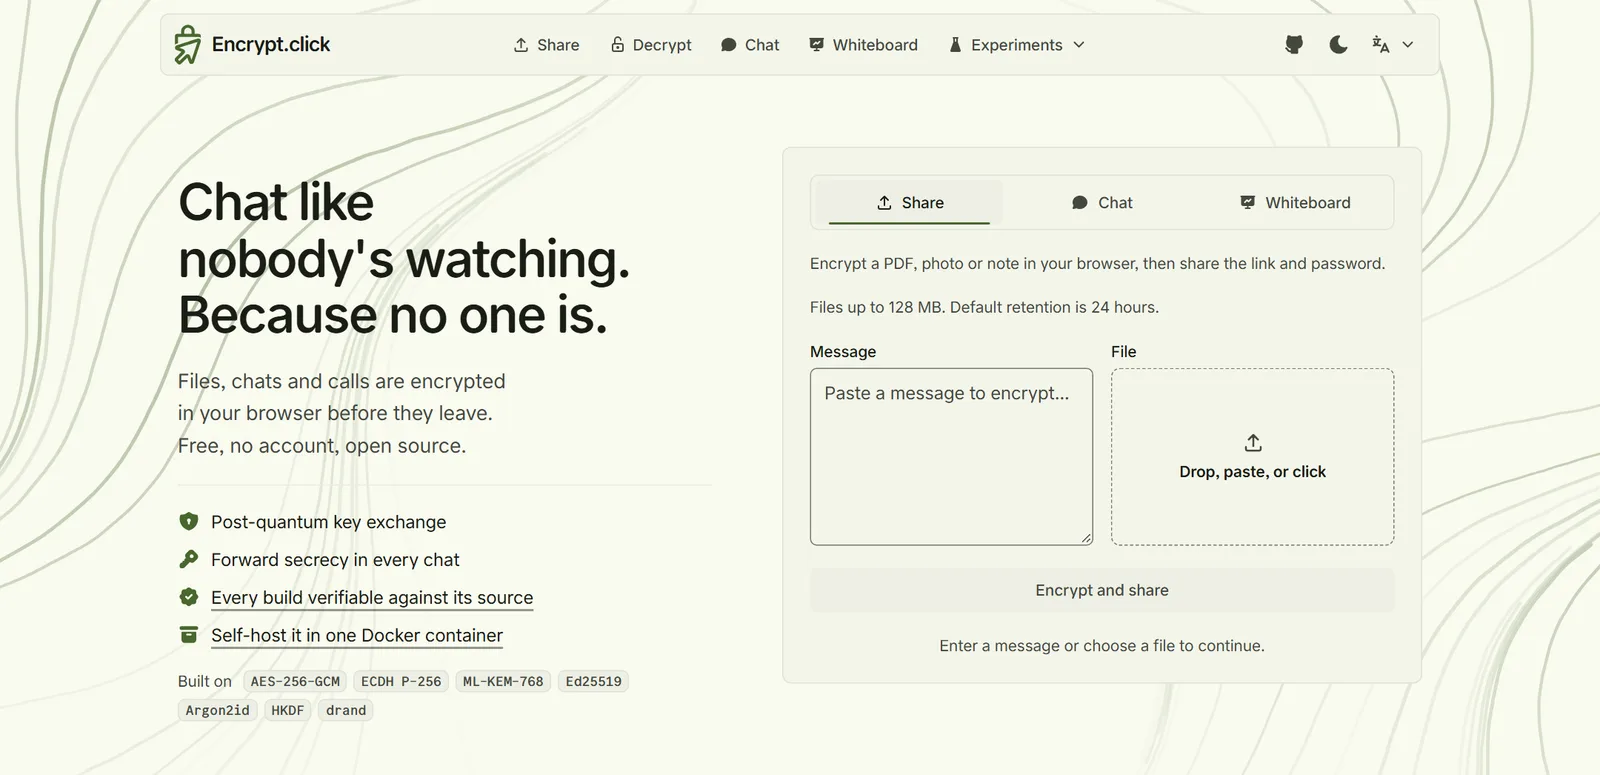 Encrypt.click
Share
Decrypt
Chat
Whiteboard
Experiments
Chat like
nobody's watching.
Because no one is.
Files, chats and calls are encrypted
in your browser before they leave.
Free, no account, open source.
Post-quantum key exchange
Forward secrecy in every chat
Every build verifiable against its source
Self-host it in one Docker container
Built on AES-256-GCM ECDH P-256 ML-KEM-768 Ed25519
Argon2id HKDF drand
Share
Chat
Whiteboard
Encrypt a PDF, photo or note in your browser, then share the link and password.
Files up to 128 MB. Default retention is 24 hours.
Message
Paste a message to encrypt...
File
Drop, paste, or click
Encrypt and share
Enter a message or choose a file to continue.